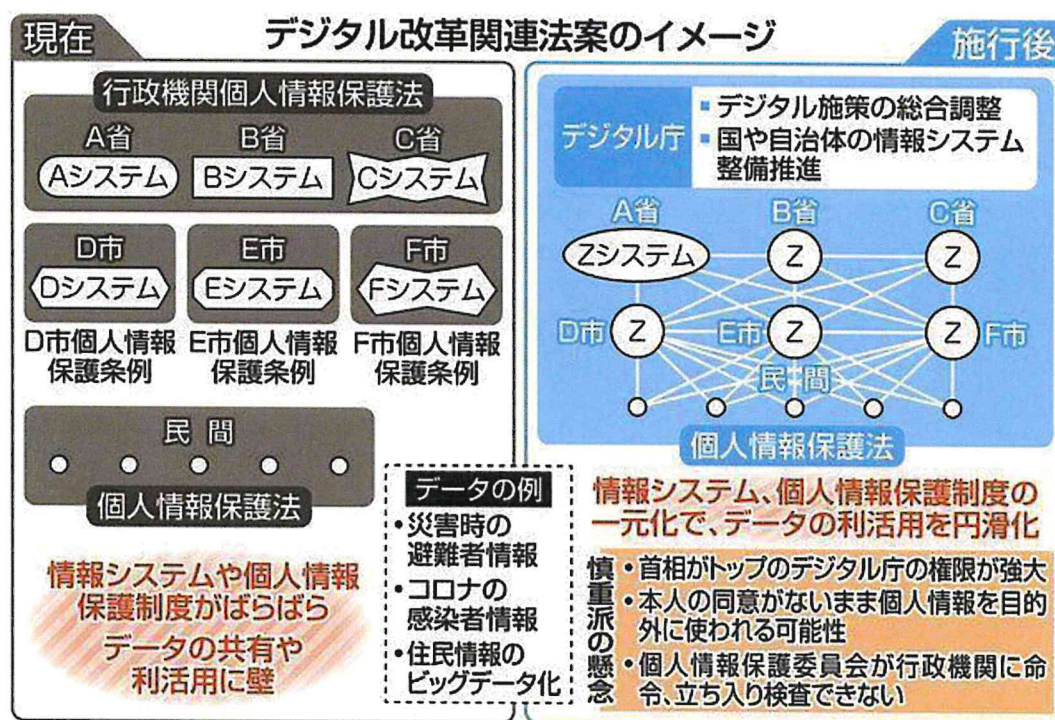 デジタル改革関連法案のイメージ
現在
行政機関個人情報保護法
A省
B省
C省
Aシステム
Bシステム
Cシステム
D市
E市
F市
Dシステム
Eシステム
Fシステム
D市個人情報
保護条例
E市個人情報
保護条例
F市個人情報
保護条例
民間
個人情報保護法
情報システムや個人情報
保護制度がばらばら
データの共有や
利活用に壁
データの例
•災害時の
避難者情報
•コロナの
感染者情報
•住民情報の
ビッグデータ化
施行後
デジタル庁
▪デジタル施策の総合調整
▪国や自治体の情報システム
整備推進
A省
B省
C省
Zシステム
Z
Z
D市
Z
E市
Z
Z
F市
民間
個人情報保護法
情報システム、個人情報保護制度の
一元化で、データの利活用を円滑化
慎重派の懸念
•首相がトップのデジタル庁の権限が強大
•本人の同意がないまま個人情報を目的
外に使われる可能性
•個人情報保護委員会が行政機関に命
令、立ち入り検査できない